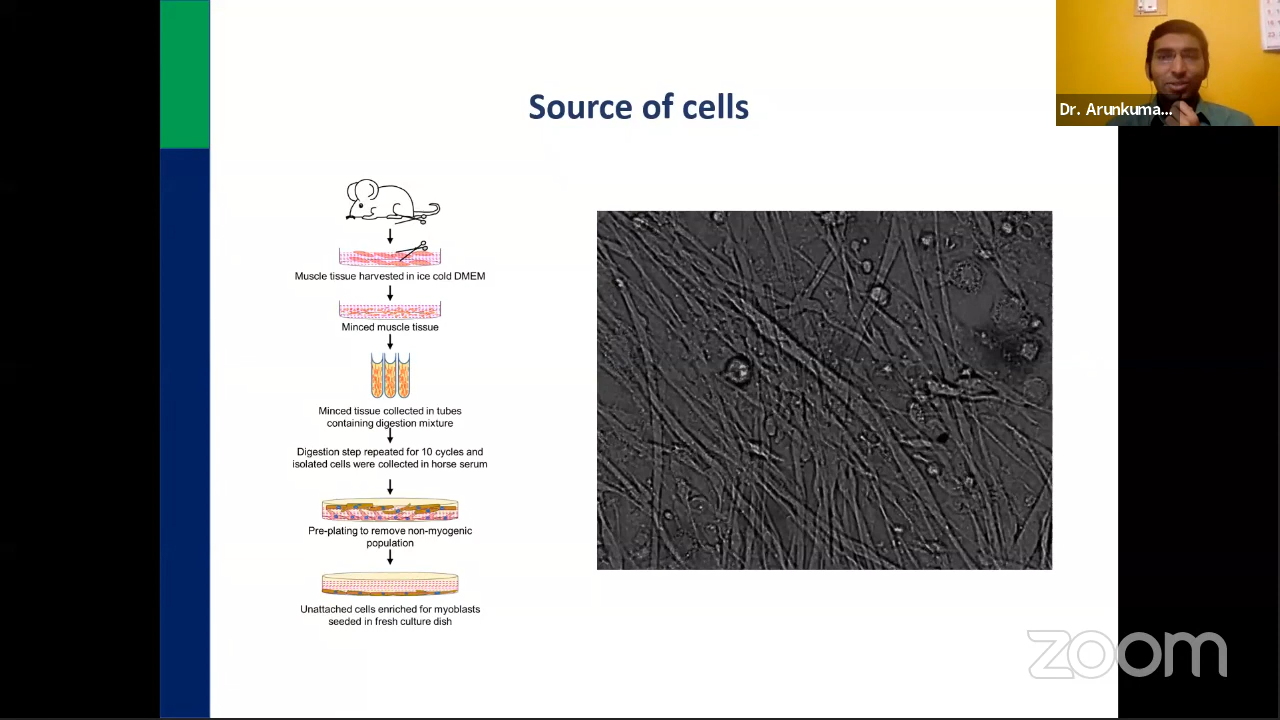 Source of cells
Dr. Arunkuma...
Muscle tissue harvested in ice cold DMEM
Minced muscle tissue
Minced tissue collected in tubes
containing digestion mixture
Digestion step repeated for 10 cycles and
isolated cells were collected in horse serum
Pre-plating to remove non-myogenic
population
Unattached cells enriched for myoblasts
seeded in fresh culture dish
zoom